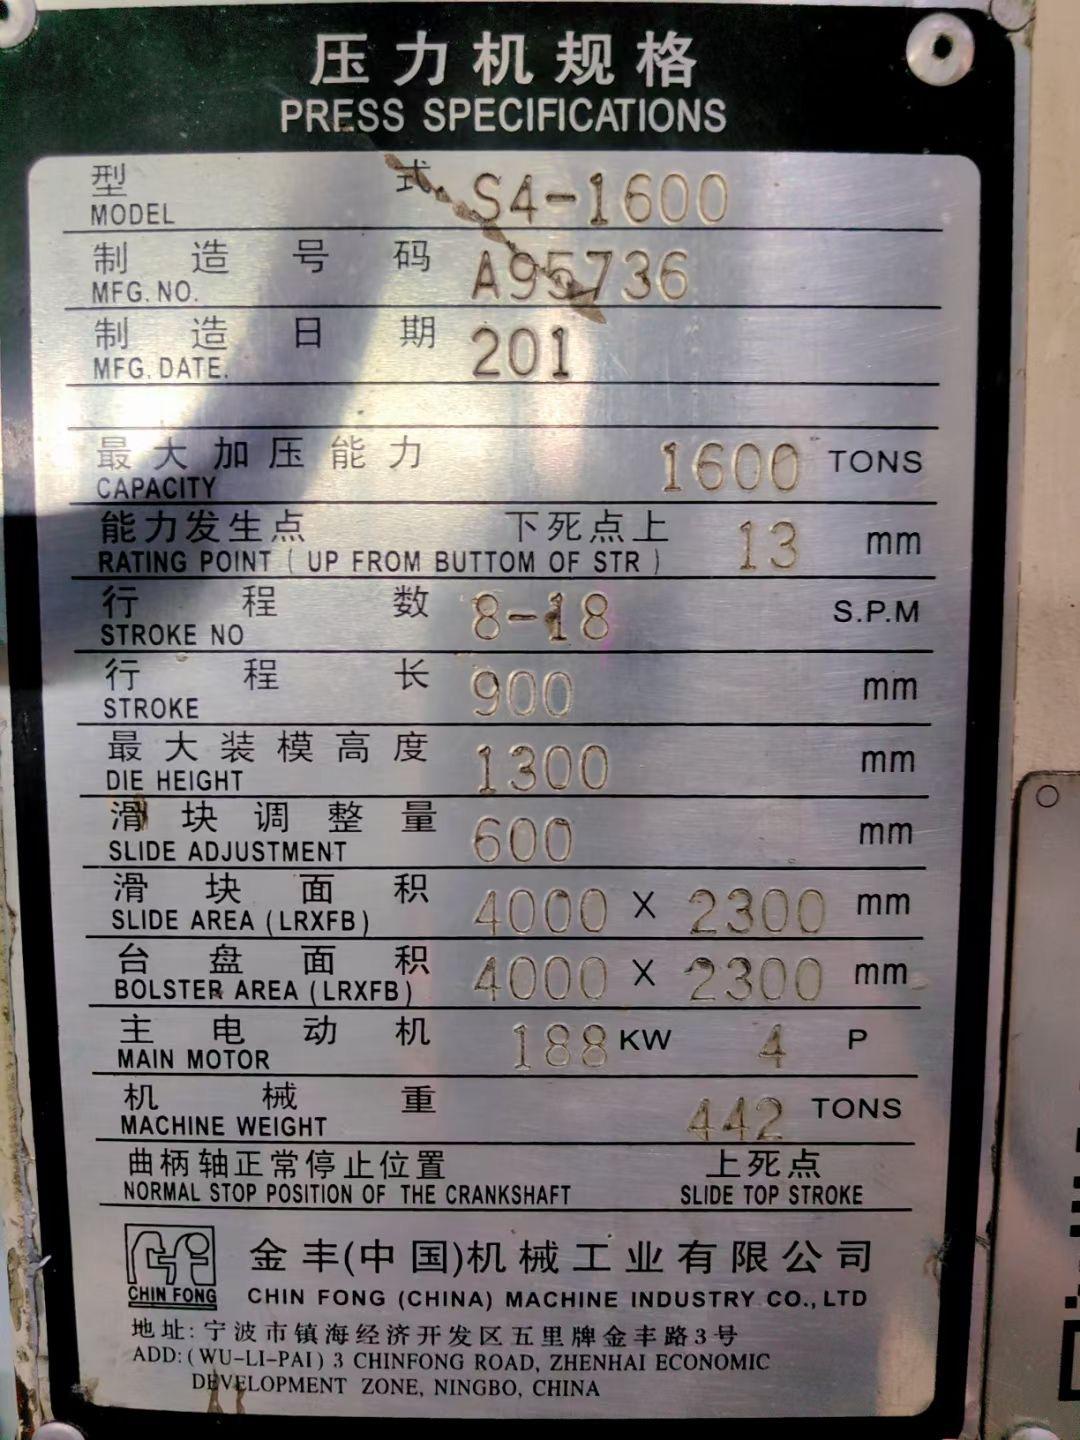 压力机规格
PRESS SPECIFICATIONS
型 式 S4-1600
MODEL
制造号码 A95736
MFG. NO.
制造日期 201
MFG. DATE.
最大加压能力 1600 TONS
CAPACITY
能力发生点 下死点上 13 mm
RATING POINT ( UP FROM BUTTOM OF STR )
行程数 8-18 S.P.M
STROKE NO
行程长 900 mm
STROKE
最大装模高度 1300 mm
DIE HEIGHT
滑块调整量 600 mm
SLIDE ADJUSTMENT
滑块面积 4000 X 2300 mm
SLIDE AREA (LRXFB)
台盘面积 4000 X 2300 mm
BOLSTER AREA (LRXFB)
主电动机 188 KW 4 P
MAIN MOTOR
机械重 442 TONS
MACHINE WEIGHT
曲柄轴正常停止位置 上死点
NORMAL STOP POSITION OF THE CRANKSHAFT SLIDE TOP STROKE
金丰(中国)机械工业有限公司
CHIN FONG CHIN FONG (CHINA) MACHINE INDUSTRY CO., LTD
地址: 宁波市镇海经济开发区五里牌金丰路3号
ADD: (WU-LI-PAI) 3 CHINFONG ROAD, ZHENHAI ECONOMIC
DEVELOPMENT ZONE, NINGBO, CHINA